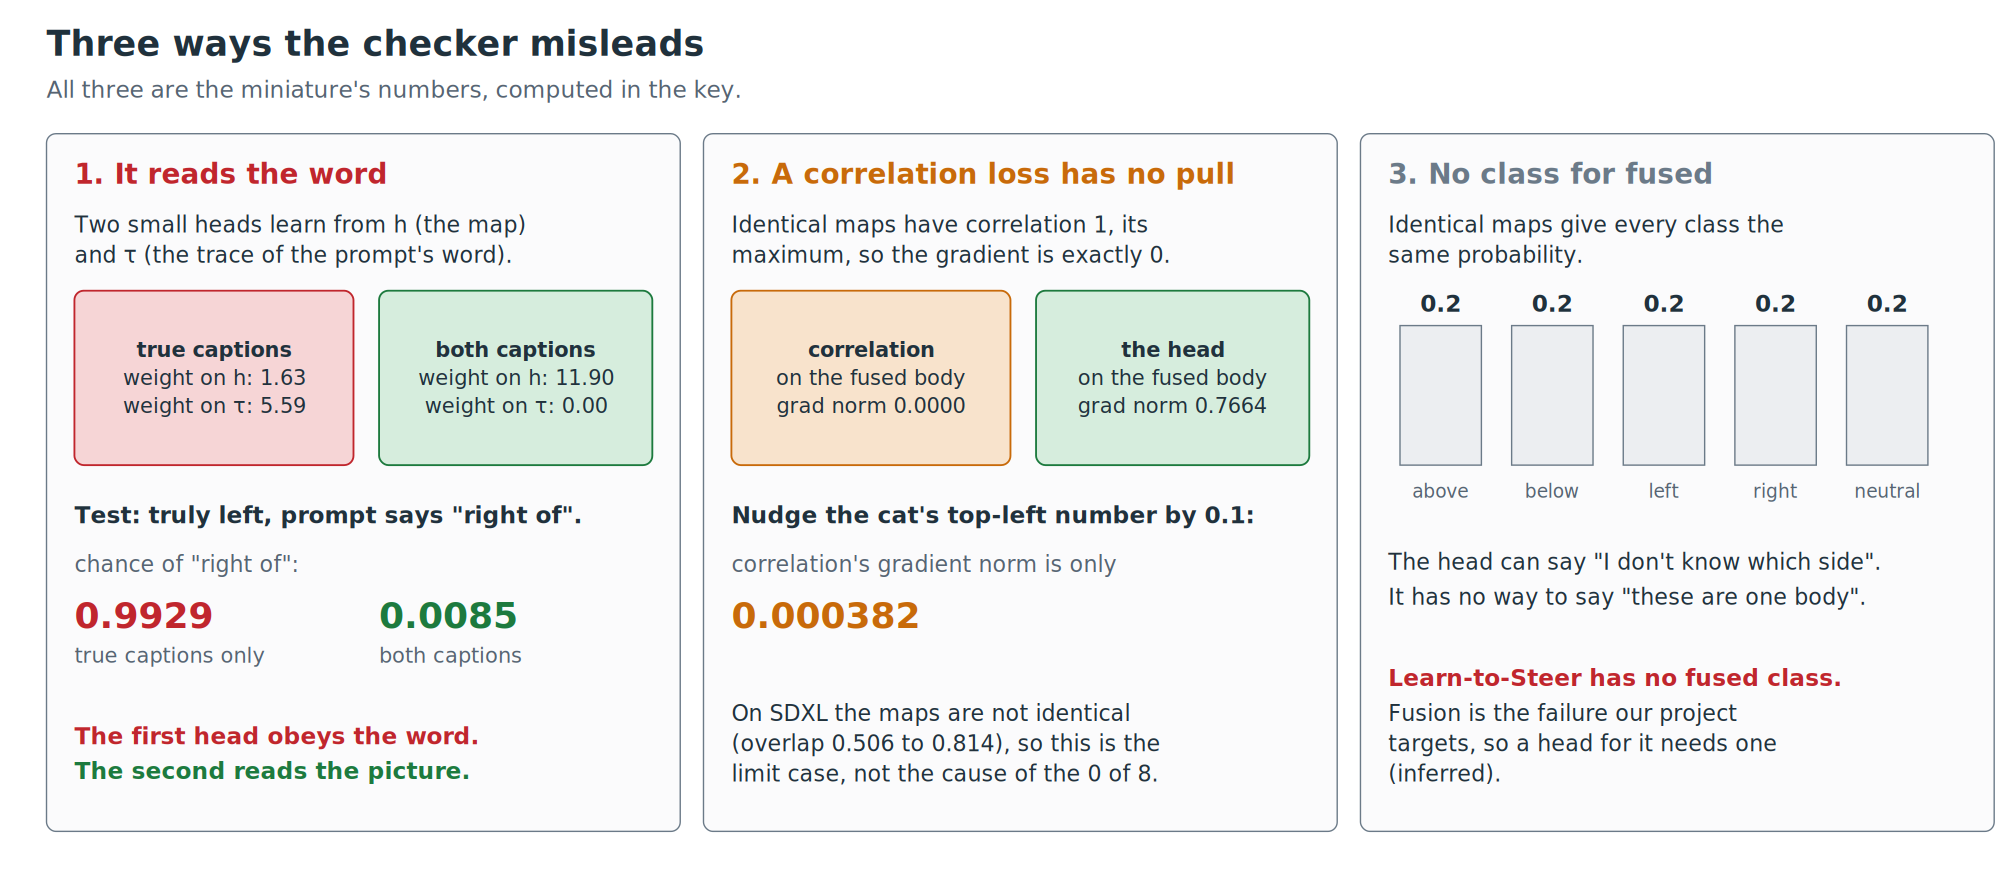 Three ways the checker misleads
All three are the miniature's numbers, computed in the key.
1. It reads the word
Two small heads learn from h (the map)
and τ (the trace of the prompt's word).
true captions
weight on h: 1.63
weight on τ: 5.59
both captions
weight on h: 11.90
weight on τ: 0.00
Test: truly left, prompt says "right of".
chance of "right of":
0.9929
true captions only
0.0085
both captions
The first head obeys the word.
The second reads the picture.
2. A correlation loss has no pull
Identical maps have correlation 1, its
maximum, so the gradient is exactly 0.
correlation
on the fused body
grad norm 0.0000
the head
on the fused body
grad norm 0.7664
Nudge the cat's top-left number by 0.1:
correlation's gradient norm is only
0.000382
On SDXL the maps are not identical
(overlap 0.506 to 0.814), so this is the
limit case, not the cause of the 0 of 8.
3. No class for fused
Identical maps give every class the
same probability.
0.2 0.2 0.2 0.2 0.2
above below left right neutral
The head can say "I don't know which side".
It has no way to say "these are one body".
Learn-to-Steer has no fused class.
Fusion is the failure our project
targets, so a head for it needs one
(inferred).